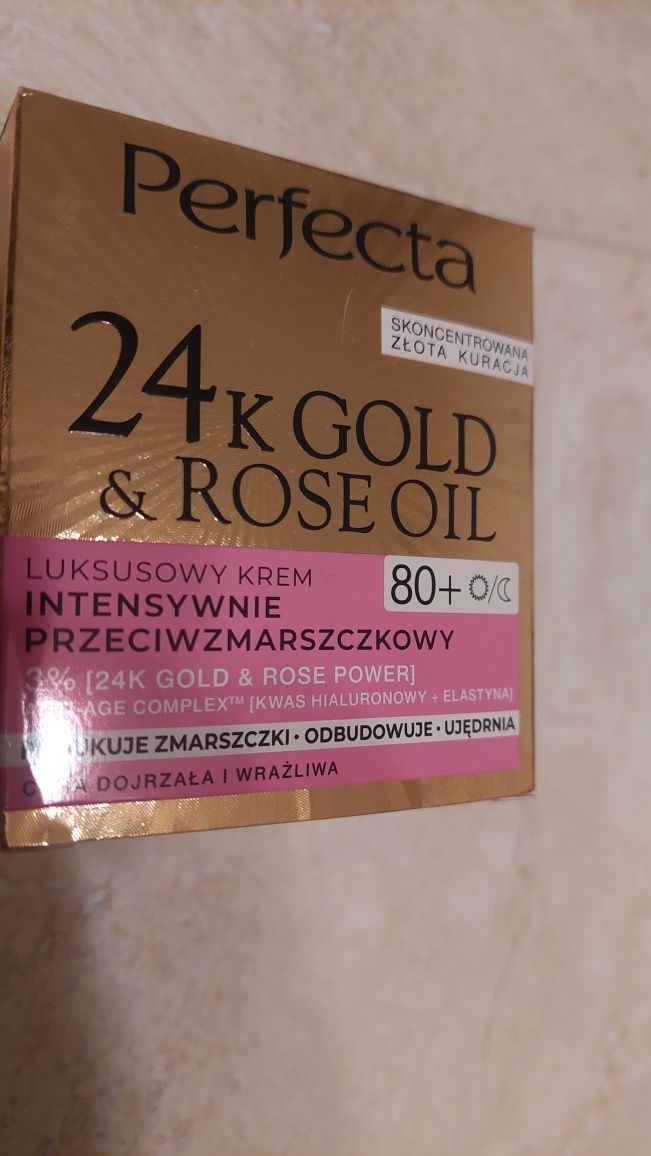 Perfecta
SKONCENTROWANA
ZŁOTA KURACJA
24K GOLD
& ROSE OIL
LUKSUSOWY KREM
80+
INTENSYWNIE
PRZECIWZMARSZCZKOWY
3% [24K GOLD & ROSE POWER]
COMPLEX™ [KWAS HIALURONOWY + ELASTYNA]
ZMARSZCZKI • ODBUDOWUJE • UJĘDRNIA
DOJRZAŁA I WRAŻLIWA